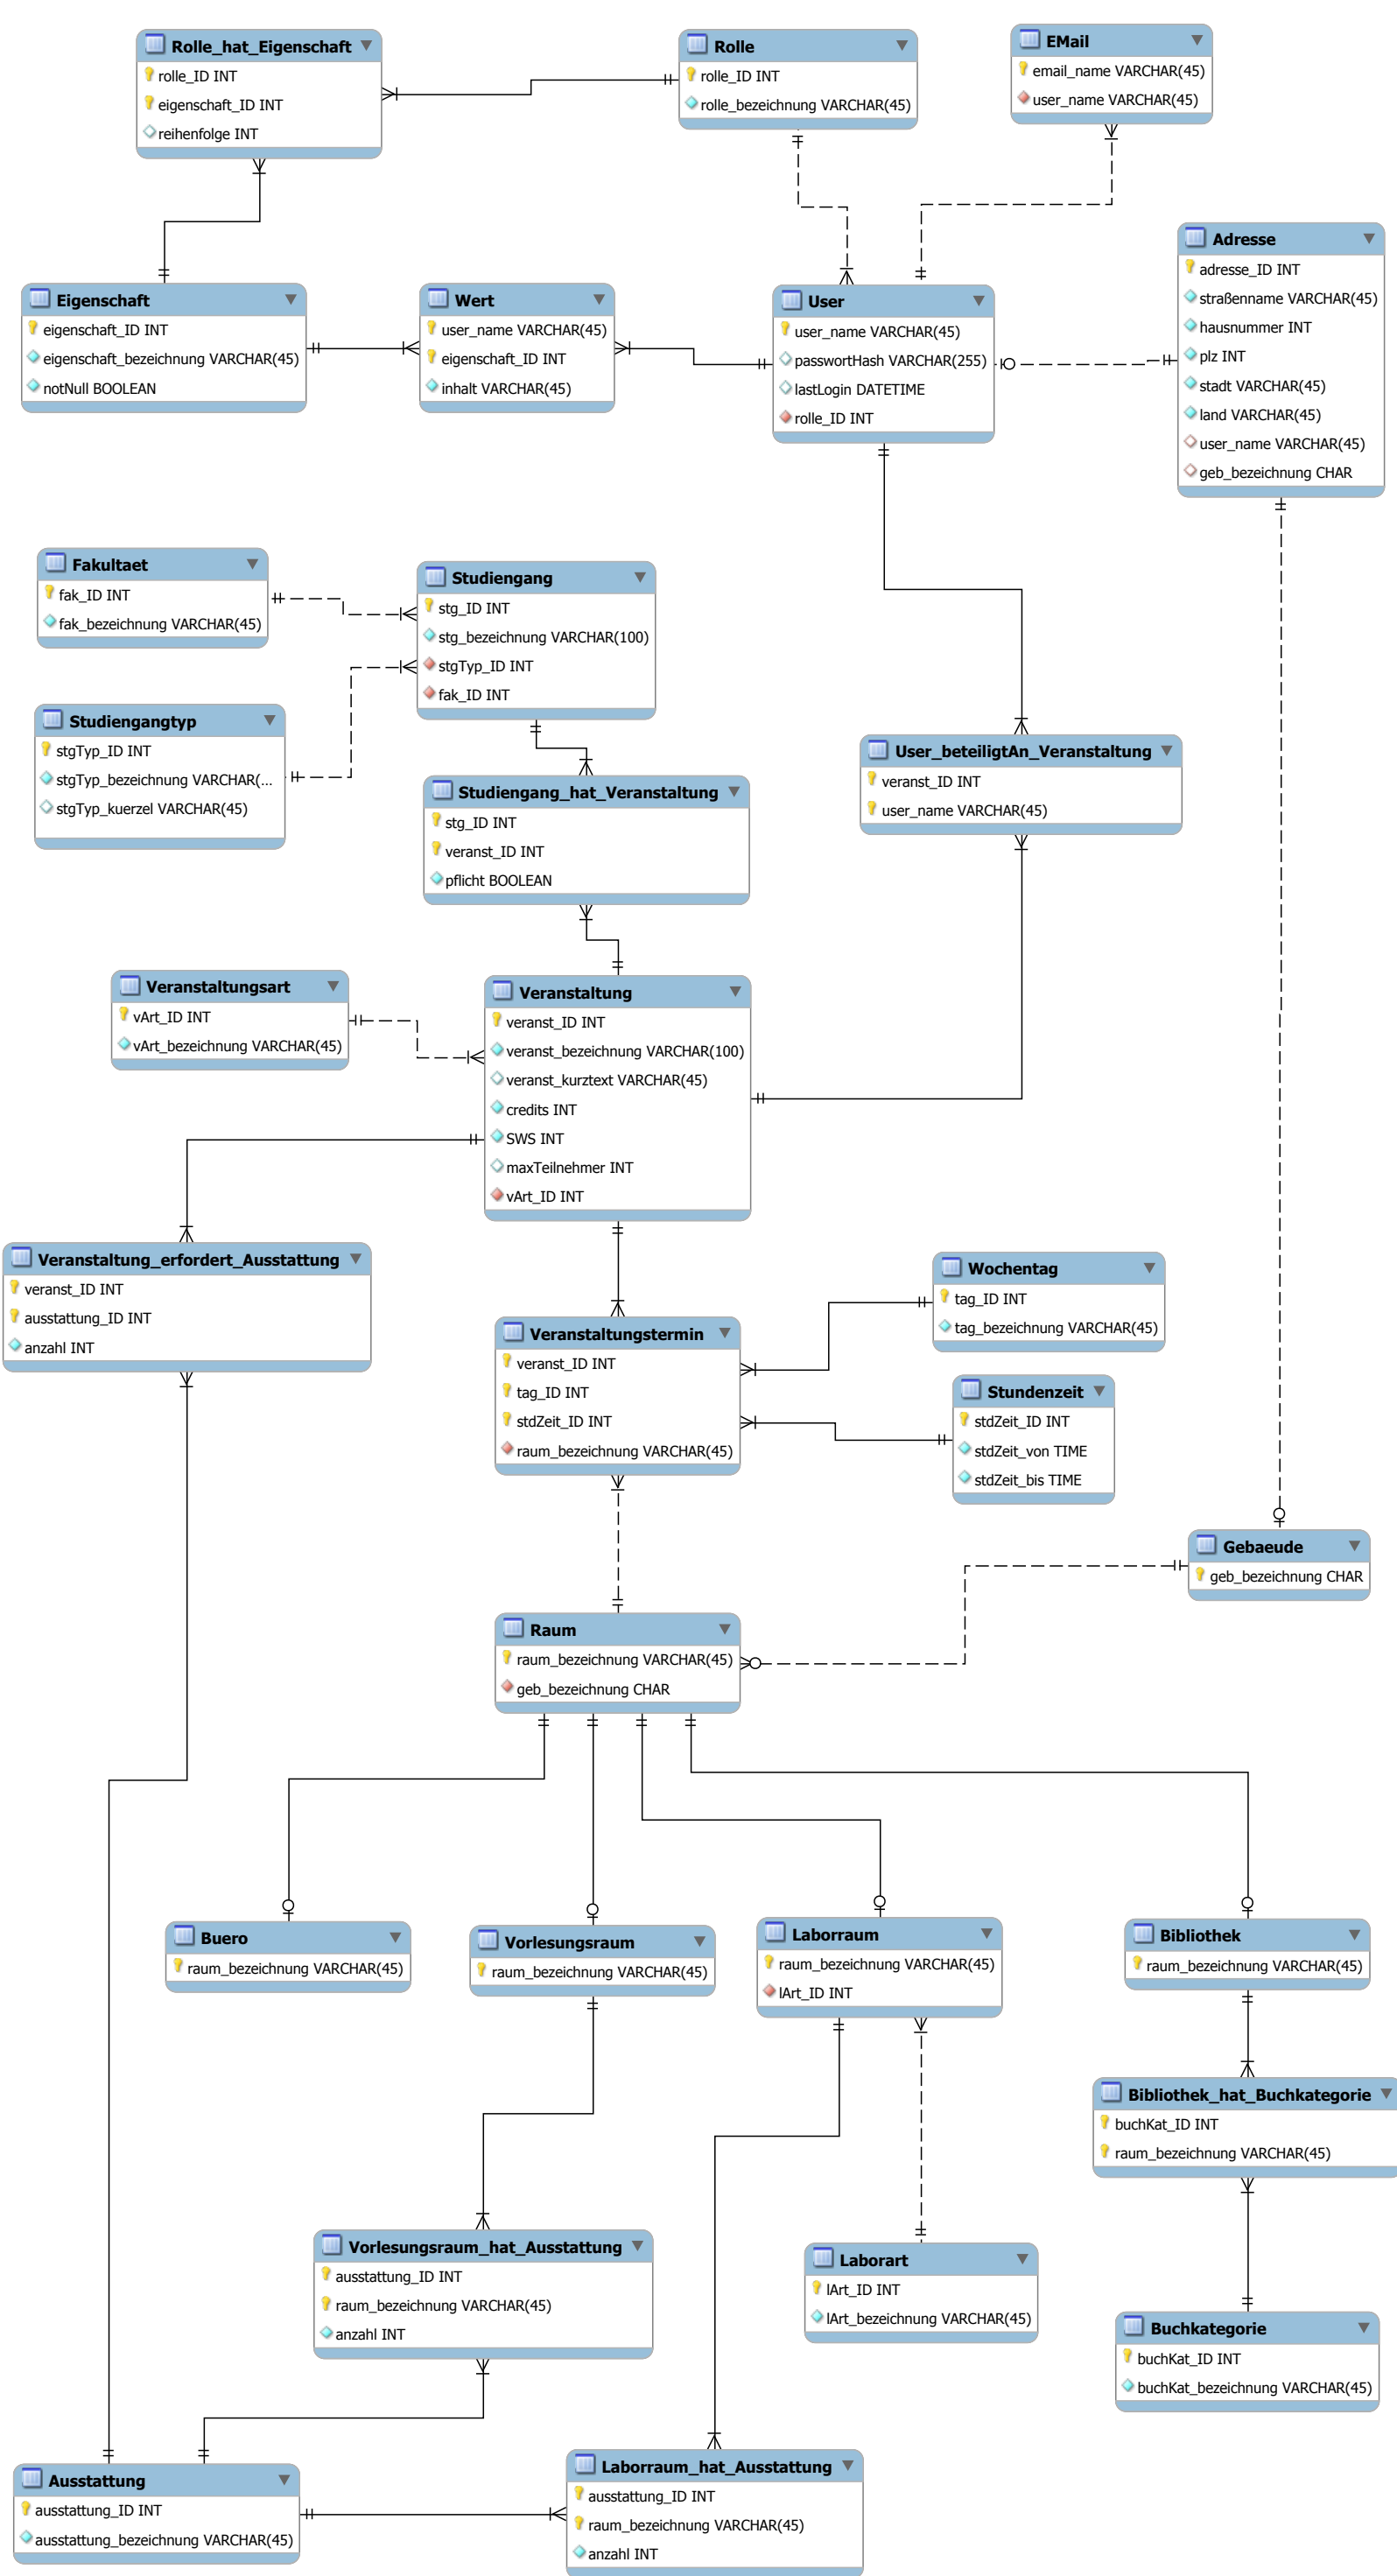 Rolle_hat_Eigenschaft
rolle_ID INT
eigenschaft_ID INT
reihenfolge INT
Rolle
rolle_ID INT
rolle_bezeichnung VARCHAR(45)
EMail
email_name VARCHAR(45)
user_name VARCHAR(45)
Adresse
adresse_ID INT
straßenname VARCHAR(45)
hausnummer INT
plz INT
stadt VARCHAR(45)
land VARCHAR(45)
user_name VARCHAR(45)
geb_bezeichnung CHAR
Eigenschaft
eigenschaft_ID INT
eigenschaft_bezeichnung VARCHAR(45)
notNull BOOLEAN
Wert
user_name VARCHAR(45)
eigenschaft_ID INT
inhalt VARCHAR(45)
User
user_name VARCHAR(45)
passwortHash VARCHAR(255)
lastLogin DATETIME
rolle_ID INT
Fakultaet
fak_ID INT
fak_bezeichnung VARCHAR(45)
Studiengang
stg_ID INT
stg_bezeichnung VARCHAR(100)
stgTyp_ID INT
fak_ID INT
Studiengangtyp
stgTyp_ID INT
stgTyp_bezeichnung VARCHAR(...
stgTyp_kuerzel VARCHAR(45)
User_beteiligtAn_Veranstaltung
veranst_ID INT
user_name VARCHAR(45)
Studiengang_hat_Veranstaltung
stg_ID INT
veranst_ID INT
pflicht BOOLEAN
Veranstaltungsart
vArt_ID INT
vArt_bezeichnung VARCHAR(45)
Veranstaltung
veranst_ID INT
veranst_bezeichnung VARCHAR(100)
veranst_kurztext VARCHAR(45)
credits INT
SWS INT
maxTeilnehmer INT
vArt_ID INT
Veranstaltung_erfordert_Ausstattung
veranst_ID INT
ausstattung_ID INT
anzahl INT
Wochentag
tag_ID INT
tag_bezeichnung VARCHAR(45)
Veranstaltungstermin
veranst_ID INT
tag_ID INT
stdZeit_ID INT
raum_bezeichnung VARCHAR(45)
Stundenzeit
stdZeit_ID INT
stdZeit_von TIME
stdZeit_bis TIME
Gebaeude
geb_bezeichnung CHAR
Raum
raum_bezeichnung VARCHAR(45)
geb_bezeichnung CHAR
Buero
raum_bezeichnung VARCHAR(45)
Vorlesungsraum
raum_bezeichnung VARCHAR(45)
Laborraum
raum_bezeichnung VARCHAR(45)
lArt_ID INT
Bibliothek
raum_bezeichnung VARCHAR(45)
Bibliothek_hat_Buchkategorie
buchKat_ID INT
raum_bezeichnung VARCHAR(45)
Vorlesungsraum_hat_Ausstattung
ausstattung_ID INT
raum_bezeichnung VARCHAR(45)
anzahl INT
Laborart
lArt_ID INT
lArt_bezeichnung VARCHAR(45)
Buchkategorie
buchKat_ID INT
buchKat_bezeichnung VARCHAR(45)
Ausstattung
ausstattung_ID INT
ausstattung_bezeichnung VARCHAR(45)
Laborraum_hat_Ausstattung
ausstattung_ID INT
raum_bezeichnung VARCHAR(45)
anzahl INT